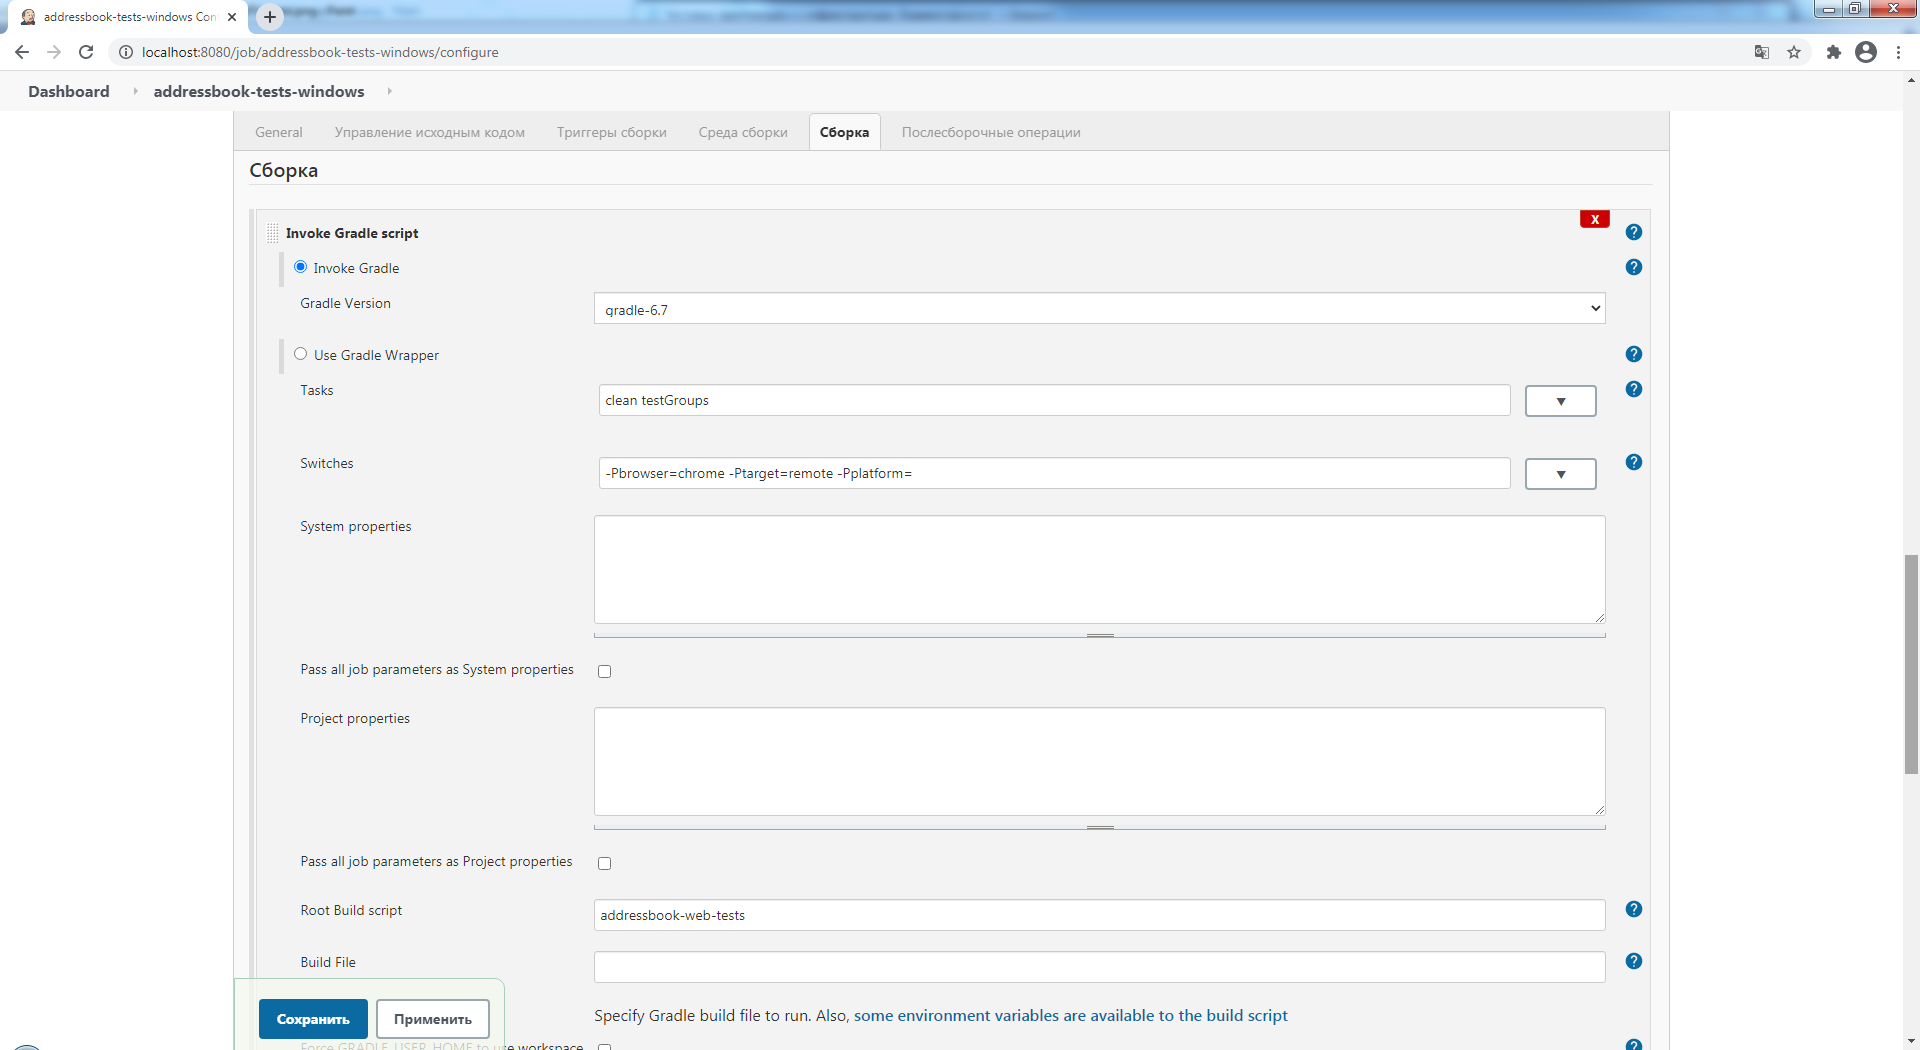 addressbook-tests-windows Con
localhost:8080/job/addressbook-tests-windows/configure
Dashboard addressbook-tests-windows
General Управление исходным кодом Триггеры сборки Среда сборки Сборка Послесборочные операции
Сборка
X
Invoke Gradle script ?
Invoke Gradle ?
Gradle Version gradle-6.7
Use Gradle Wrapper ?
Tasks clean testGroups ▼ ?
Switches -Pbrowser=chrome -Ptarget=remote -Pplatform= ▼ ?
System properties
Pass all job parameters as System properties
Project properties
Pass all job parameters as Project properties
Root Build script addressbook-web-tests ?
Build File ?
Specify Gradle build file to run. Also, some environment variables are available to the build script
Сохранить Применить
Force GRADLE_USER_HOME to use workspace ?